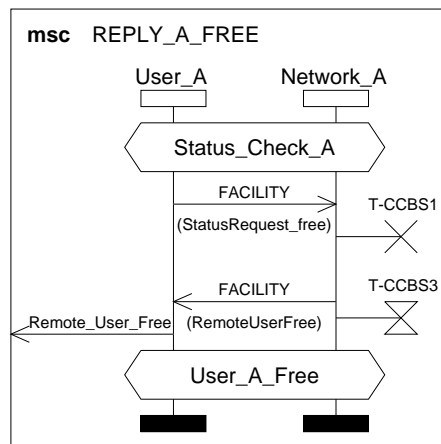 msc REPLY_A_FREE
User_A Network_A
Status_Check_A
FACILITY
T-CCBS1
(StatusRequest_free)
FACILITY
T-CCBS3
Remote_User_Free
(RemoteUserFree)
User_A_Free